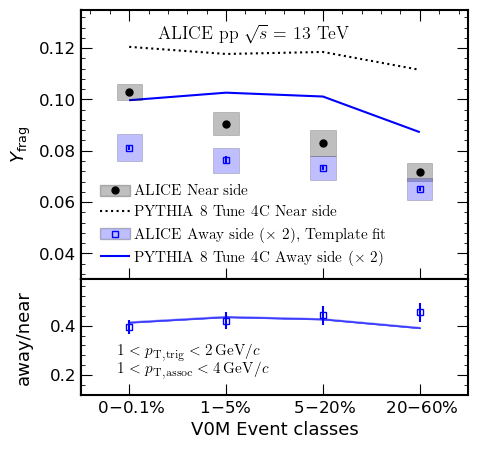 ALICE pp √s = 13 TeV
0.12
0.10
0.08
0.06
0.04
Y_frag
ALICE Near side
PYTHIA 8 Tune 4C Near side
ALICE Away side (× 2), Template fit
PYTHIA 8 Tune 4C Away side (× 2)
0.4
0.2
away/near
1 < p_T,trig < 2 GeV/c
1 < p_T,assoc < 4 GeV/c
0−0.1% 1−5% 5−20% 20−60%
V0M Event classes